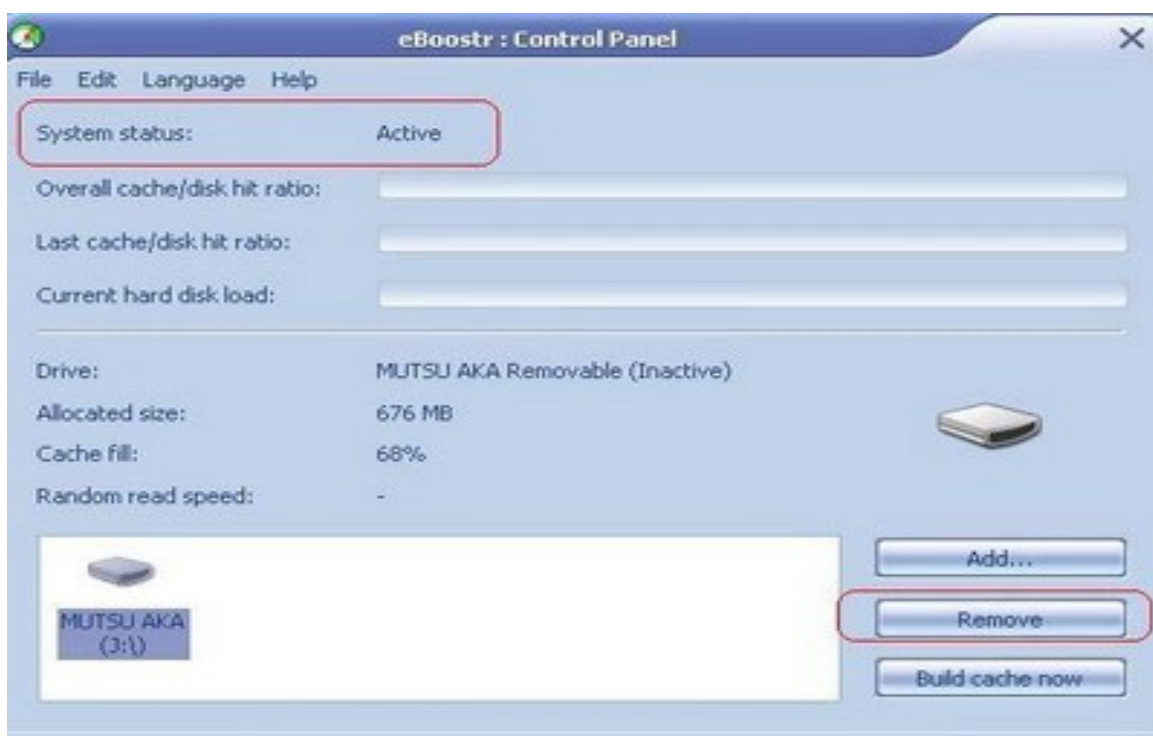 eBoostr : Control Panel
File Edit Language Help
System status: Active
Overall cache/disk hit ratio:
Last cache/disk hit ratio:
Current hard disk load:
Drive: MUTSU AKA Removable (Inactive)
Allocated size: 676 MB
Cache fill: 68%
Random read speed: -
MUTSU AKA
(J:\)
Add...
Remove
Build cache now